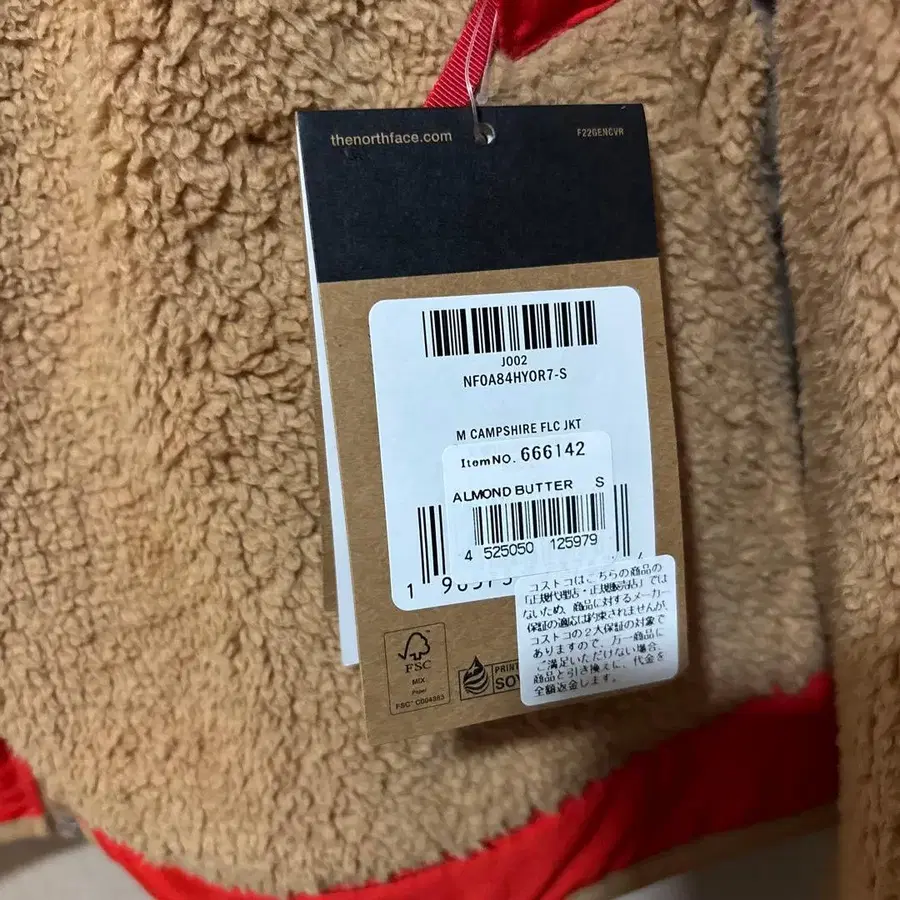 thenorthface.com
F22GENCVR
J002
NF0A84HY0R7-S
M CAMPSHIRE FLC JKT
ItemNO. 666142
ALMOND BUTTER S
4 525050 125979
コストコはこちらの商品の
「正規代理店・正規販売店」では
ないため、商品に対するメーカー
保証の適応は約束されませんが、
コストコの2大保証の対象で
ありますので、万一商品に
ご満足いただけない場合、
商品と引き換えに、代金を
全額返金します。
FSC
MIX
Paper
FSC® C004353
PRINT
SOY